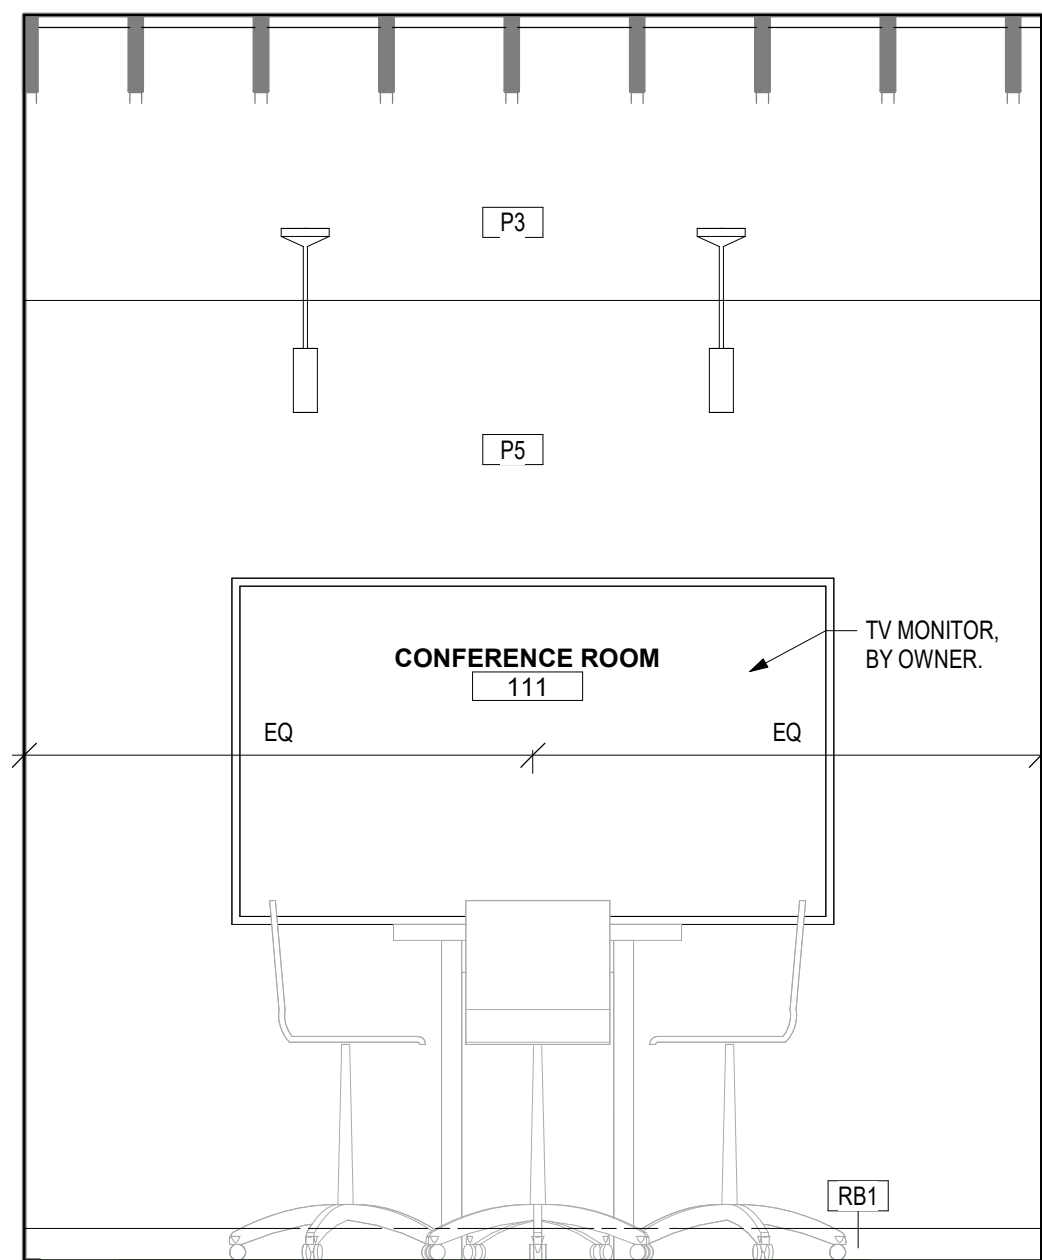 P3
P5
TV MONITOR,
BY OWNER.
CONFERENCE ROOM
111
EQ
EQ
RB1